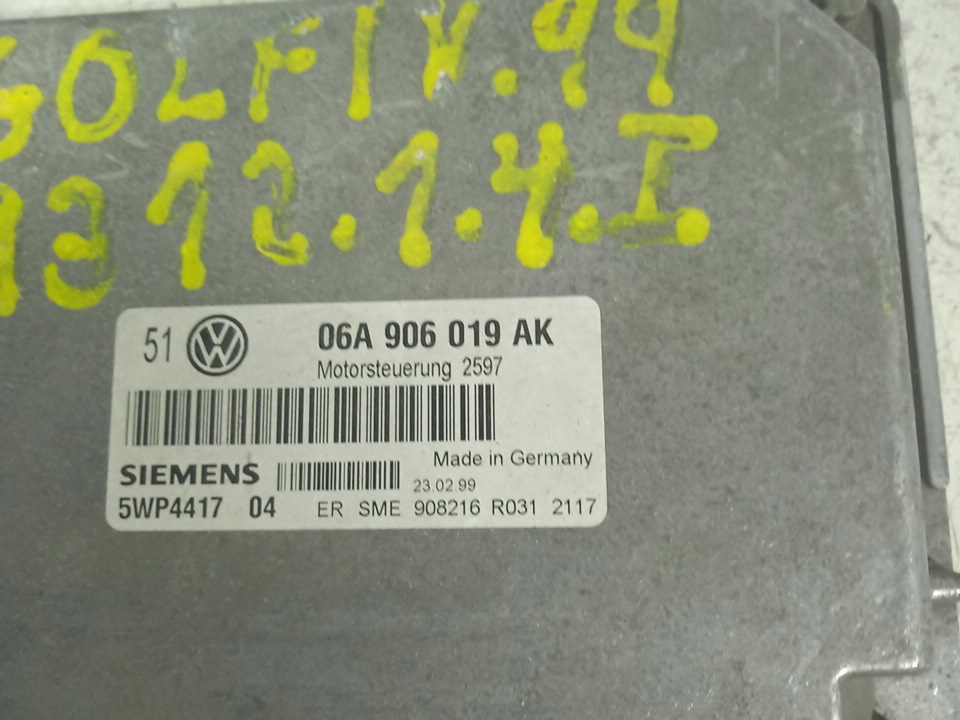 GOLF IV.99
1312.1.4.I
51 VW 06A 906 019 AK
Motorsteuerung 2597
Made in Germany
SIEMENS 23.02.99
5WP4417 04 ER SME 908216 R031 2117